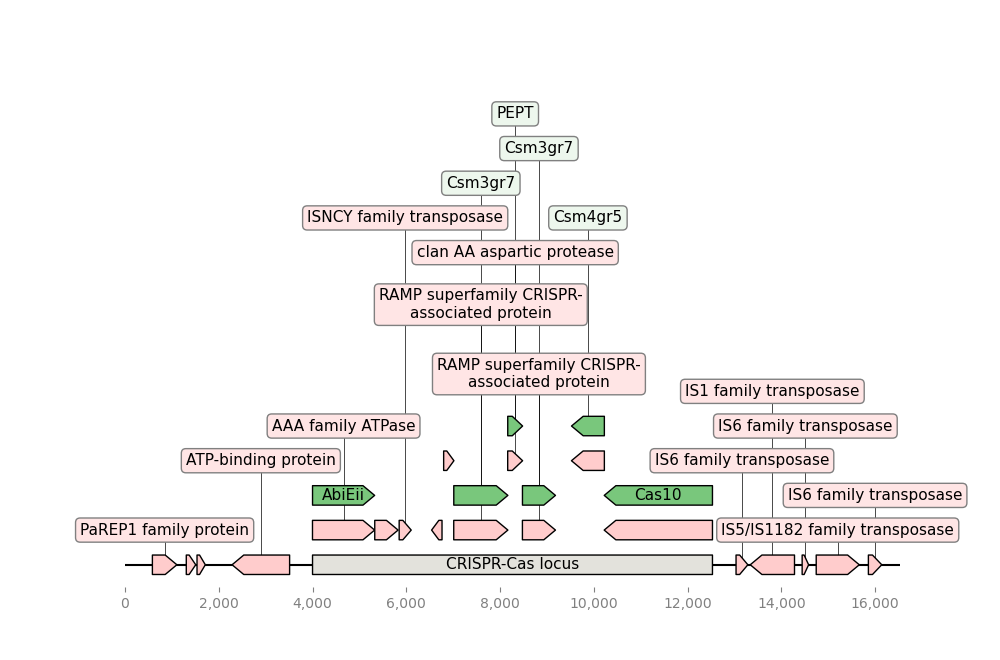 PEPT
Csm3gr7
Csm3gr7
ISNCY family transposase
Csm4gr5
clan AA aspartic protease
RAMP superfamily CRISPR-
associated protein
RAMP superfamily CRISPR-
associated protein
IS1 family transposase
AAA family ATPase
IS6 family transposase
ATP-binding protein
IS6 family transposase
AbiEii
Cas10
IS6 family transposase
PaREP1 family protein
IS5/IS1182 family transposase
CRISPR-Cas locus
0 2,000 4,000 6,000 8,000 10,000 12,000 14,000 16,000